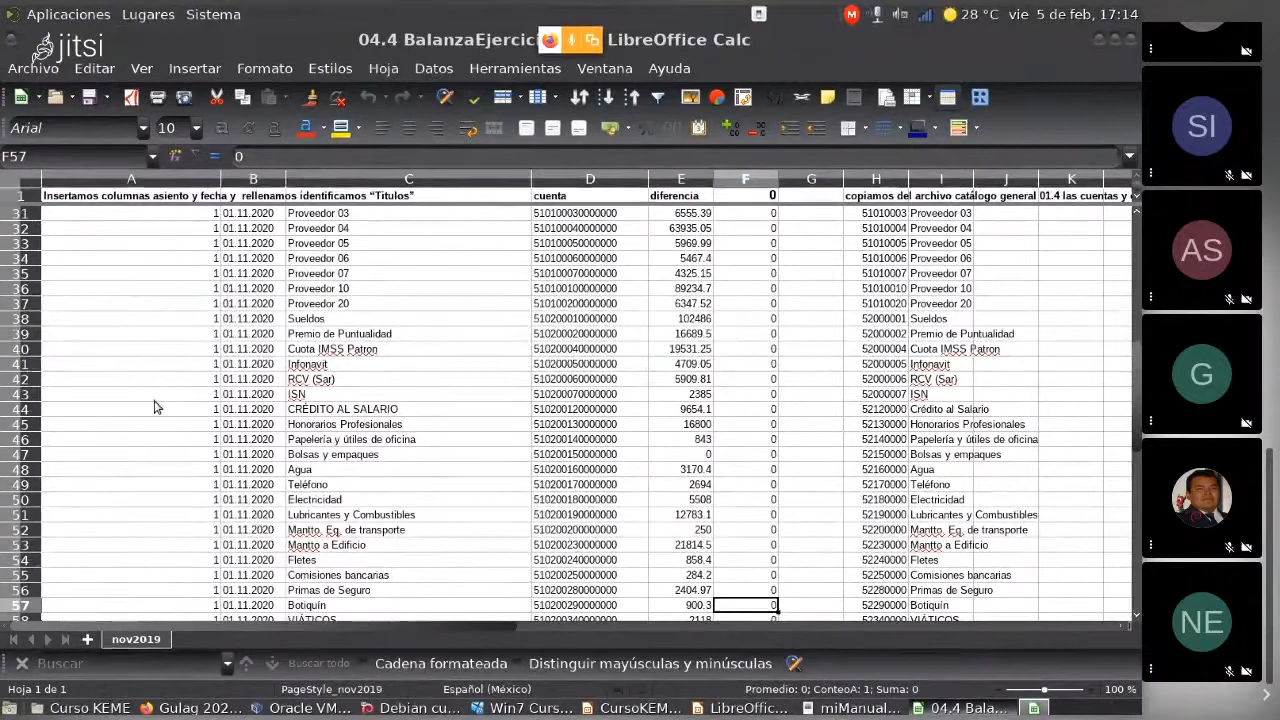 Aplicaciones Lugares Sistema M 28 °C vie 5 de feb, 17:14
jitsi
04.4 BalanzaEjercici LibreOffice Calc
Archivo Editar Ver Insertar Formato Estilos Hoja Datos Herramientas Ventana Ayuda
Arial 10
F57 0
A B C D E F G H I J K
1 Insertamos columnas asiento y fecha y rellenamos identificamos “Titulos” cuenta diferencia 0 copiamos del archivo catálogo general 01.4 las cuentas y
31 1 01.11.2020 Proveedor 03 510100030000000 6555.39 0 51010003 Proveedor 03
32 1 01.11.2020 Proveedor 04 510100040000000 63935.05 0 51010004 Proveedor 04
33 1 01.11.2020 Proveedor 05 510100050000000 5969.99 0 51010005 Proveedor 05
34 1 01.11.2020 Proveedor 06 510100060000000 5467.4 0 51010006 Proveedor 06
35 1 01.11.2020 Proveedor 07 510100070000000 4325.15 0 51010007 Proveedor 07
36 1 01.11.2020 Proveedor 10 510100100000000 89234.7 0 51010010 Proveedor 10
37 1 01.11.2020 Proveedor 20 510100200000000 6347.52 0 51010020 Proveedor 20
38 1 01.11.2020 Sueldos 510200010000000 102486 0 52000001 Sueldos
39 1 01.11.2020 Premio de Puntualidad 510200020000000 16689.5 0 52000002 Premio de Puntualidad
40 1 01.11.2020 Cuota IMSS Patron 510200040000000 19531.25 0 52000004 Cuota IMSS Patron
41 1 01.11.2020 Infonavit 510200050000000 4709.05 0 52000005 Infonavit
42 1 01.11.2020 RCV (Sar) 510200060000000 5909.81 0 52000006 RCV (Sar)
43 1 01.11.2020 ISN 510200070000000 2385 0 52000007 ISN
44 1 01.11.2020 CRÉDITO AL SALARIO 510200120000000 9654.1 0 52120000 Crédito al Salario
45 1 01.11.2020 Honorarios Profesionales 510200130000000 16800 0 52130000 Honorarios Profesionales
46 1 01.11.2020 Papelería y útiles de oficina 510200140000000 843 0 52140000 Papelería y útiles de oficina
47 1 01.11.2020 Bolsas y empaques 510200150000000 0 0 52150000 Bolsas y empaques
48 1 01.11.2020 Agua 510200160000000 3170.4 0 52160000 Agua
49 1 01.11.2020 Teléfono 510200170000000 2694 0 52170000 Teléfono
50 1 01.11.2020 Electricidad 510200180000000 5508 0 52180000 Electricidad
51 1 01.11.2020 Lubricantes y Combustibles 510200190000000 12783.1 0 52190000 Lubricantes y Combustibles
52 1 01.11.2020 Mantto. Eq. de transporte 510200200000000 250 0 52200000 Mantto. Eq. de transporte
53 1 01.11.2020 Mantto a Edificio 510200230000000 21814.5 0 52230000 Mantto a Edificio
54 1 01.11.2020 Fletes 510200240000000 858.4 0 52240000 Fletes
55 1 01.11.2020 Comisiones bancarias 510200250000000 284.2 0 52250000 Comisiones bancarias
56 1 01.11.2020 Primas de Seguro 510200280000000 2404.97 0 52280000 Primas de Seguro
57 1 01.11.2020 Botiquín 510200290000000 900.3 0 52290000 Botiquín
58 1 01.11.2020 VIÁTICOS 510200340000000 2118 0 52340000 VIÁTICOS
nov2019
Buscar Buscar todo Cadena formateada Distinguir mayúsculas y minúsculas
Hoja 1 de 1 PageStyle_nov2019 Español (México) Promedio: 0; ConteoA: 1; Suma: 0 100 %
Curso KEME Gulag 202... Oracle VM... Debian cu... Win7 Curs... CursoKEM... LibreOffic... miManual... 04.4 Bala...
SI
AS
G
NE